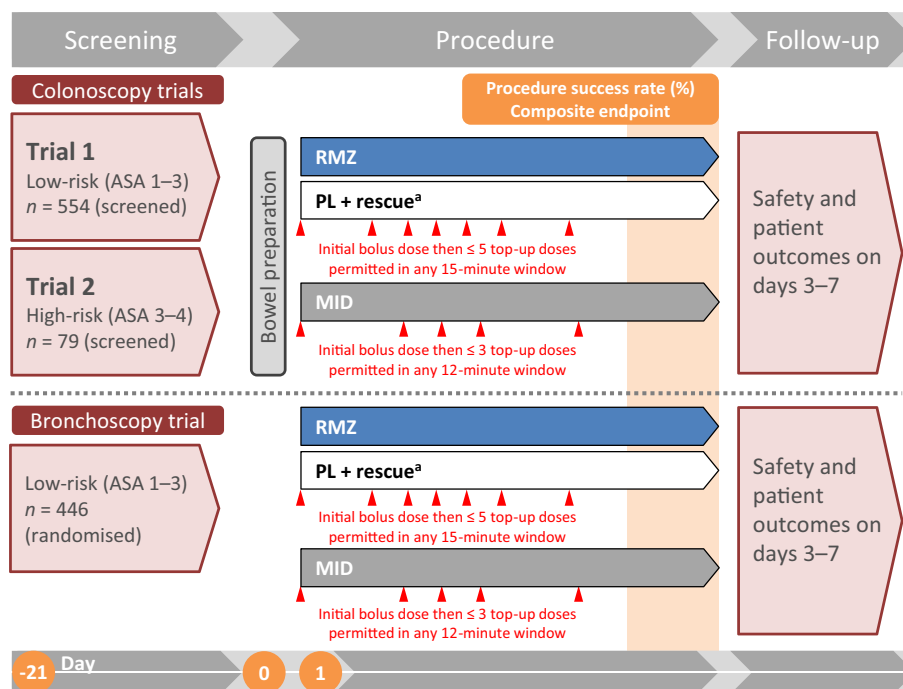 Screening
Procedure
Follow-up
Colonoscopy trials
Procedure success rate (%)
Composite endpoint
Trial 1
Low-risk (ASA 1–3)
n = 554 (screened)
Trial 2
High-risk (ASA 3–4)
n = 79 (screened)
Bowel preparation
RMZ
PL + rescueᵃ
Initial bolus dose then ≤ 5 top-up doses
permitted in any 15-minute window
MID
Initial bolus dose then ≤ 3 top-up doses
permitted in any 12-minute window
Safety and
patient
outcomes on
days 3–7
Bronchoscopy trial
Low-risk (ASA 1–3)
n = 446
(randomised)
RMZ
PL + rescueᵃ
Initial bolus dose then ≤ 5 top-up doses
permitted in any 15-minute window
MID
Initial bolus dose then ≤ 3 top-up doses
permitted in any 12-minute window
Safety and
patient
outcomes on
days 3–7
-21 Day 0 1